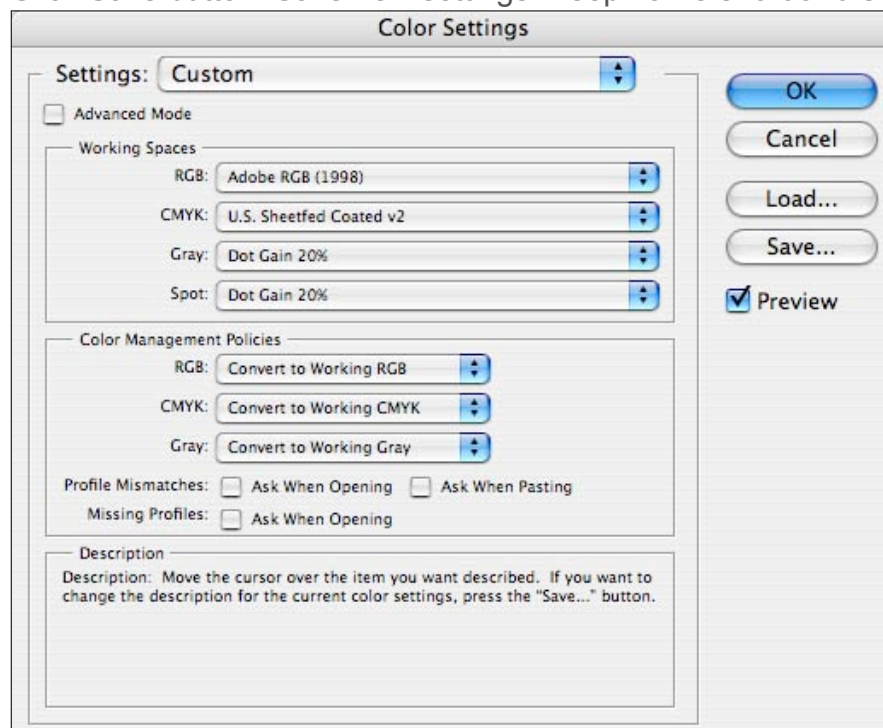 Color Settings
Settings: Custom
OK
Advanced Mode
Cancel
Working Spaces
RGB: Adobe RGB (1998)
Load...
CMYK: U.S. Sheetfed Coated v2
Save...
Gray: Dot Gain 20%
Spot: Dot Gain 20%
Preview
Color Management Policies
RGB: Convert to Working RGB
CMYK: Convert to Working CMYK
Gray: Convert to Working Gray
Profile Mismatches: Ask When Opening Ask When Pasting
Missing Profiles: Ask When Opening
Description
Description: Move the cursor over the item you want described. If you want to
change the description for the current color settings, press the "Save..." button.